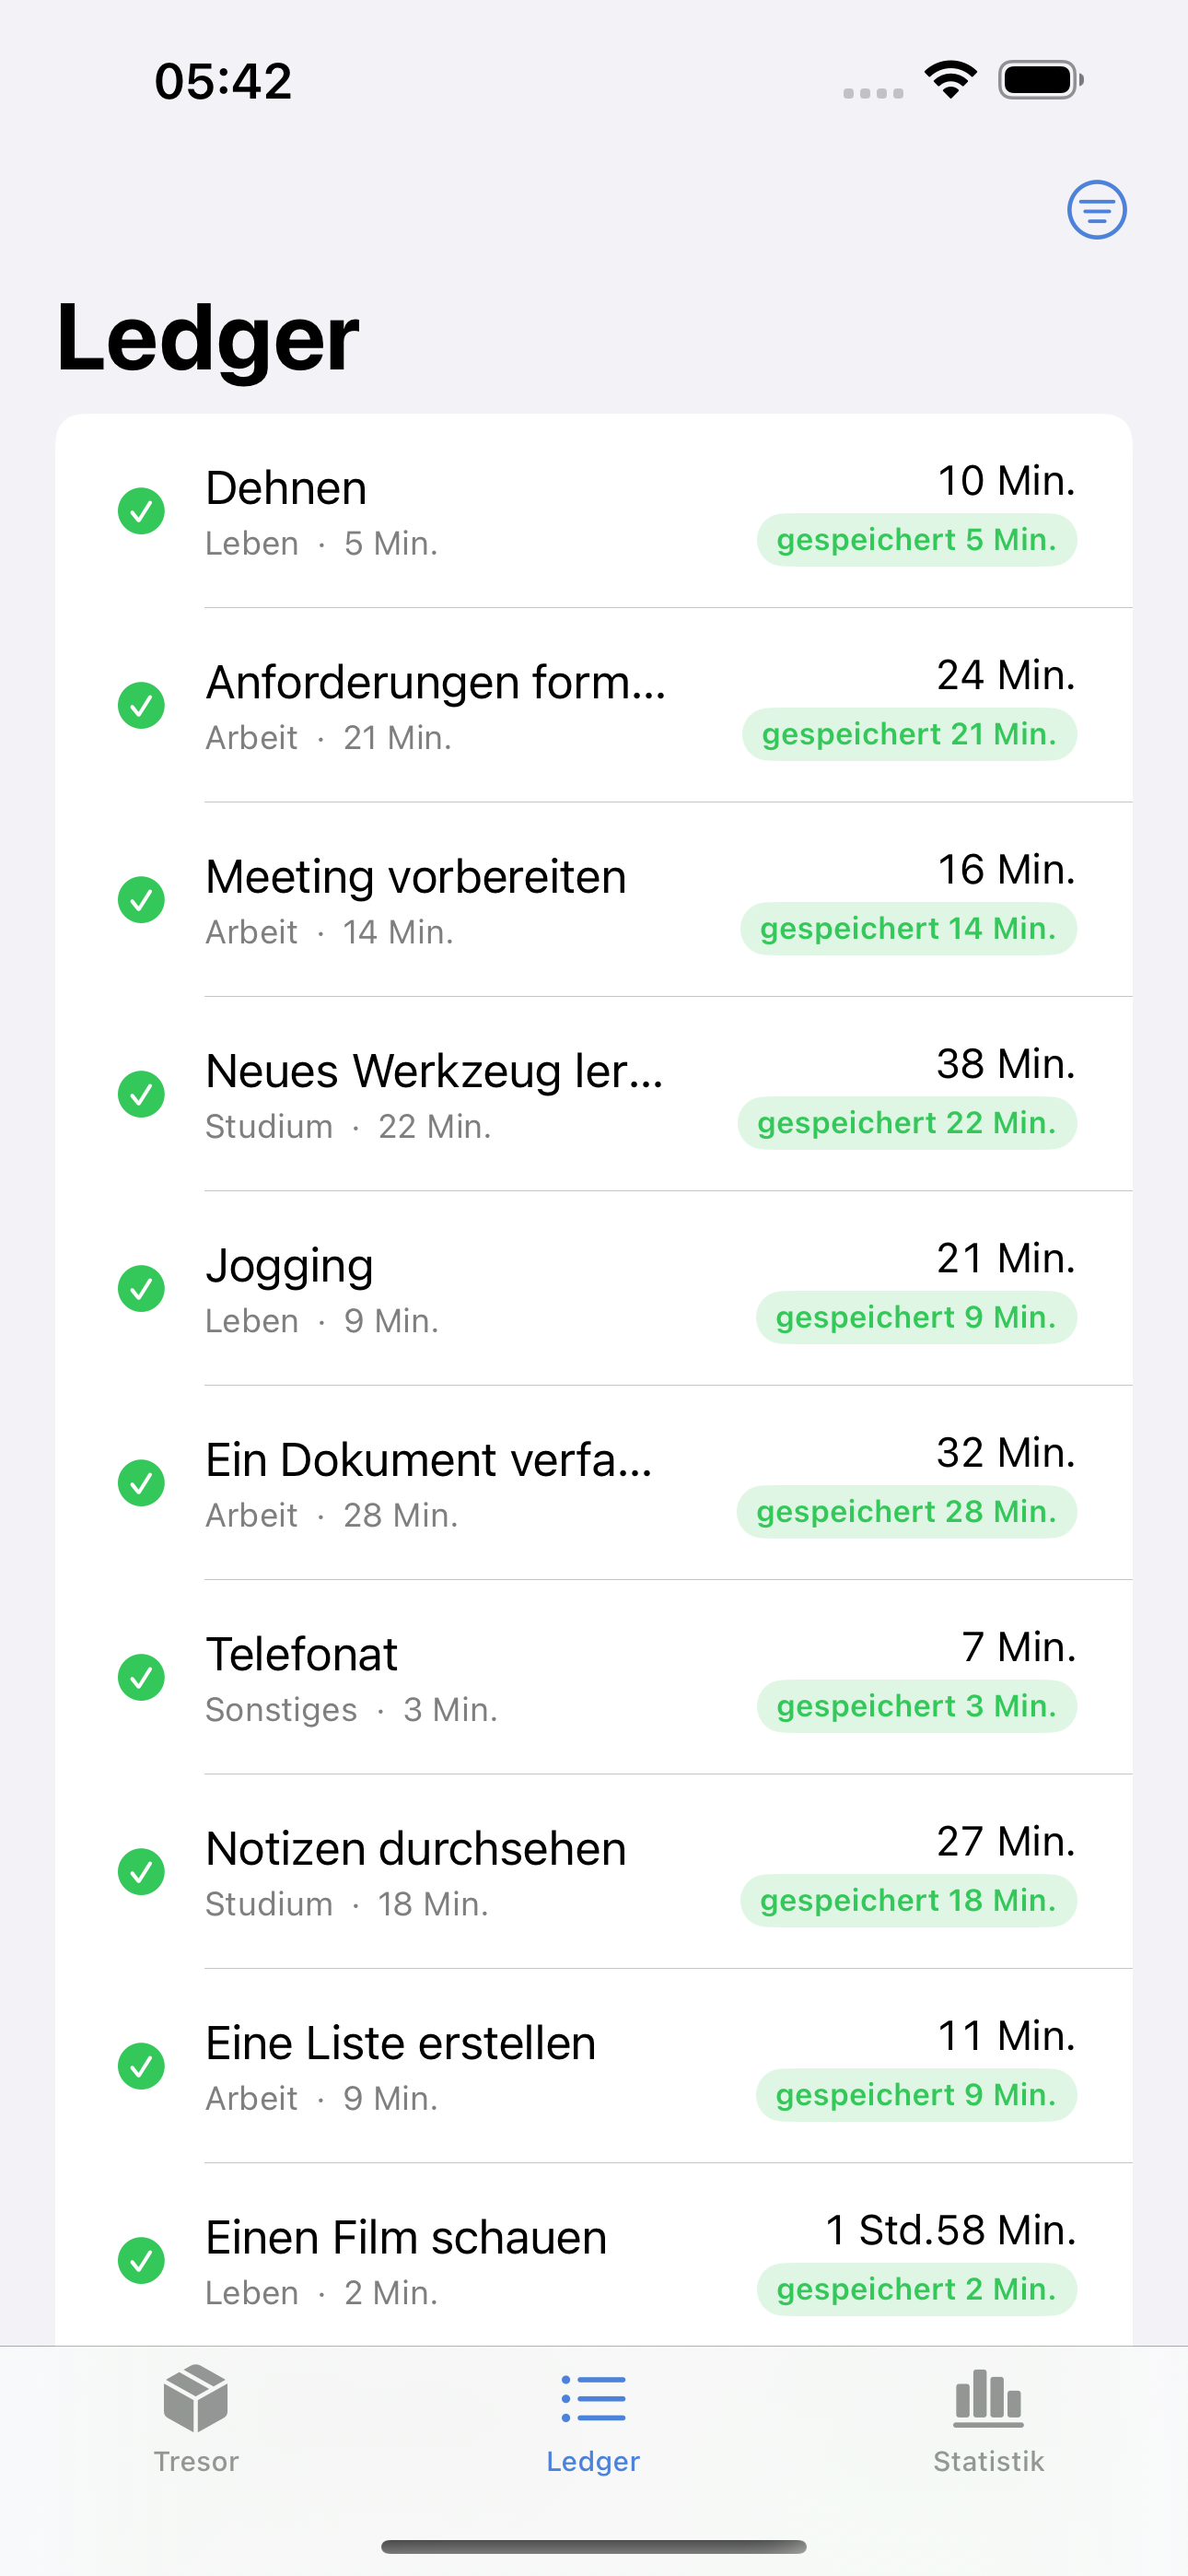 05:42
Ledger
Dehnen
10 Min.
Leben · 5 Min.
gespeichert 5 Min.
Anforderungen form...
24 Min.
Arbeit · 21 Min.
gespeichert 21 Min.
Meeting vorbereiten
16 Min.
Arbeit · 14 Min.
gespeichert 14 Min.
Neues Werkzeug ler...
38 Min.
Studium · 22 Min.
gespeichert 22 Min.
Jogging
21 Min.
Leben · 9 Min.
gespeichert 9 Min.
Ein Dokument verfa...
32 Min.
Arbeit · 28 Min.
gespeichert 28 Min.
Telefonat
7 Min.
Sonstiges · 3 Min.
gespeichert 3 Min.
Notizen durchsehen
27 Min.
Studium · 18 Min.
gespeichert 18 Min.
Eine Liste erstellen
11 Min.
Arbeit · 9 Min.
gespeichert 9 Min.
Einen Film schauen
1 Std.58 Min.
Leben · 2 Min.
gespeichert 2 Min.
Tresor
Ledger
Statistik